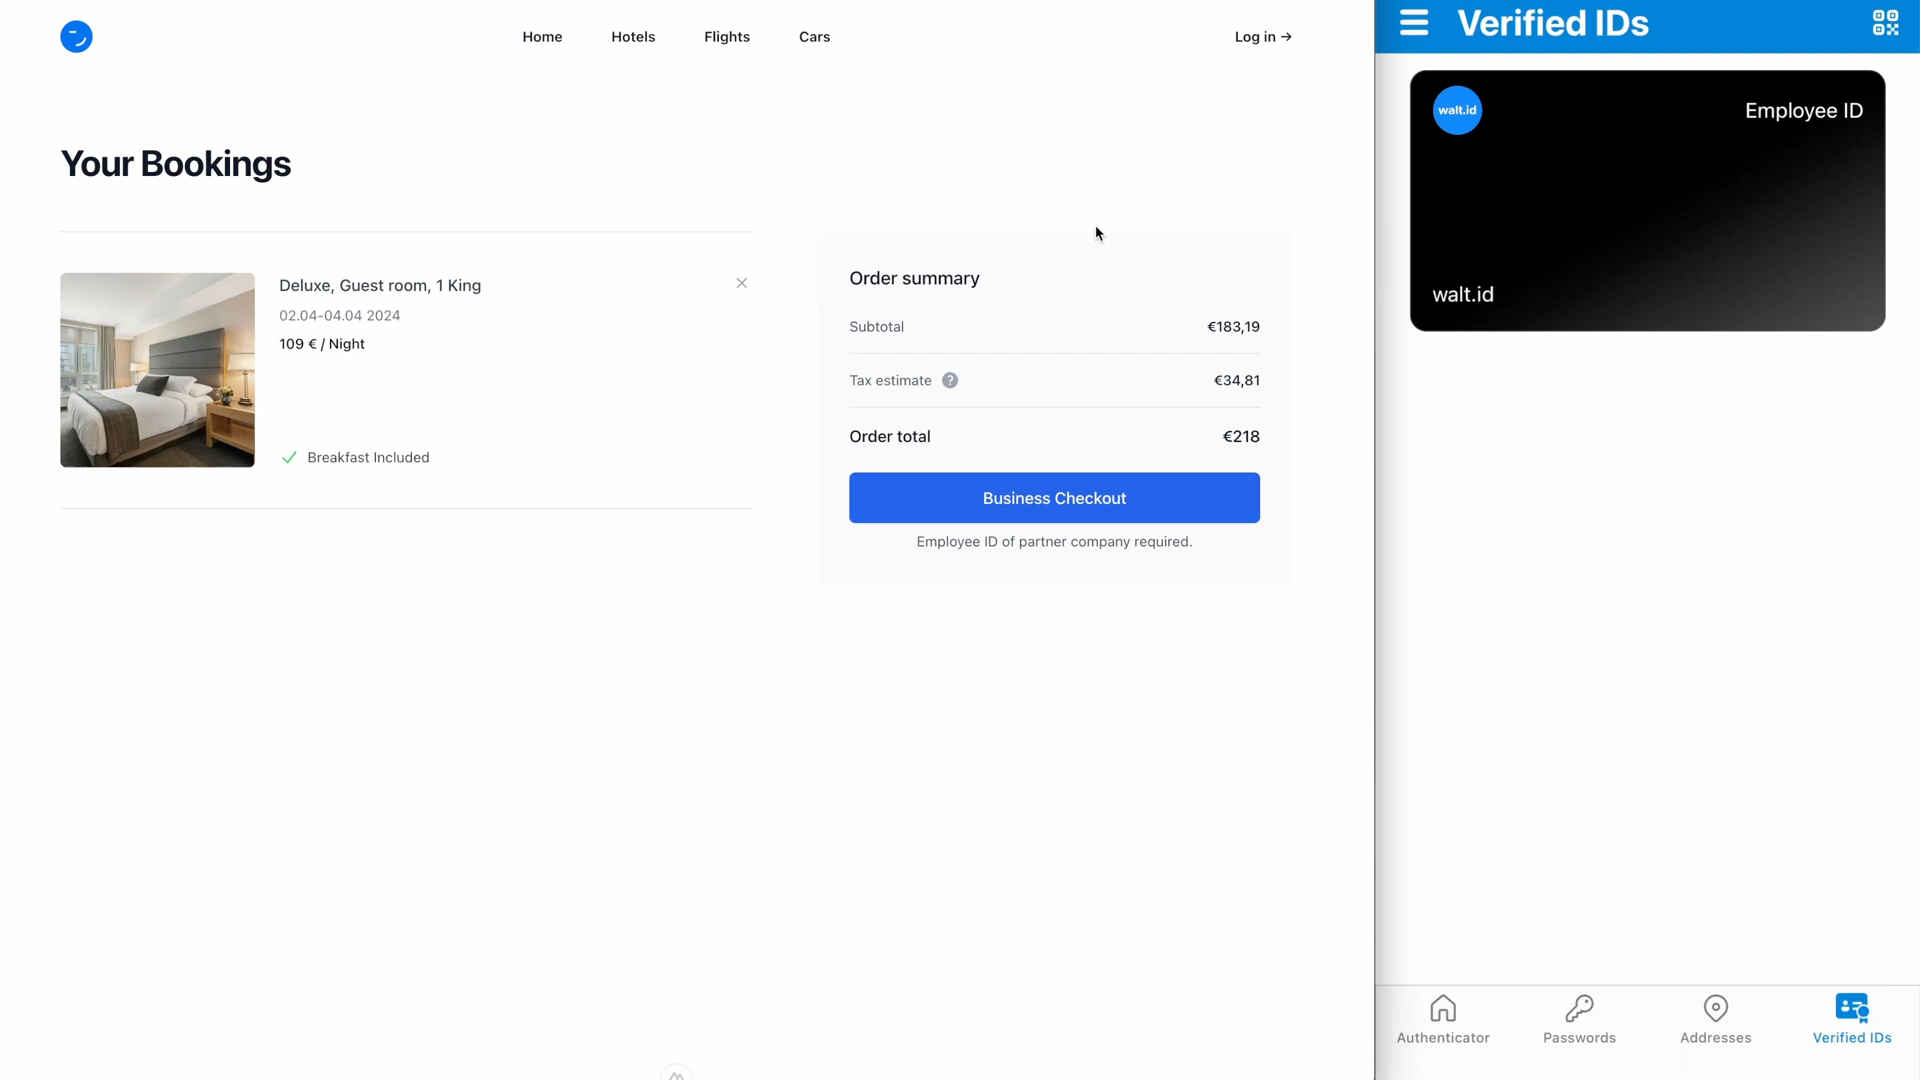 Home Hotels Flights Cars Log in →
Your Bookings
Deluxe, Guest room, 1 King
02.04-04.04 2024
109 € / Night
Breakfast Included
Order summary
Subtotal €183,19
Tax estimate ? €34,81
Order total €218
Business Checkout
Employee ID of partner company required.
Verified IDs
walt.id Employee ID
walt.id
Authenticator Passwords Addresses Verified IDs